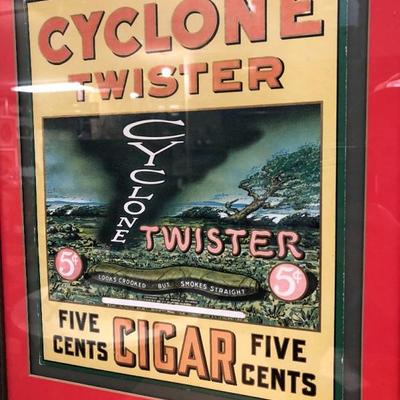 CYCLONE
TWISTER
CYCLONE
TWISTER
5¢ 5¢
LOOKS CROOKED BUT SMOKES STRAIGHT
FIVE CENTS CIGAR FIVE CENTS